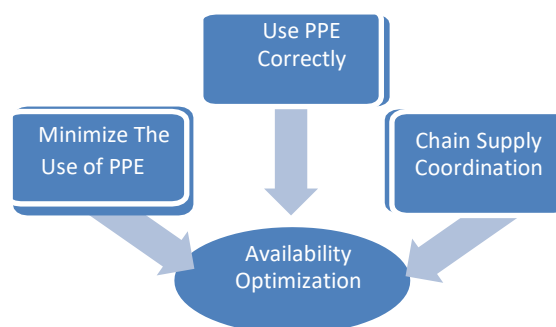 Use PPE
Correctly
Minimize The
Use of PPE
Chain Supply
Coordination
Availability
Optimization